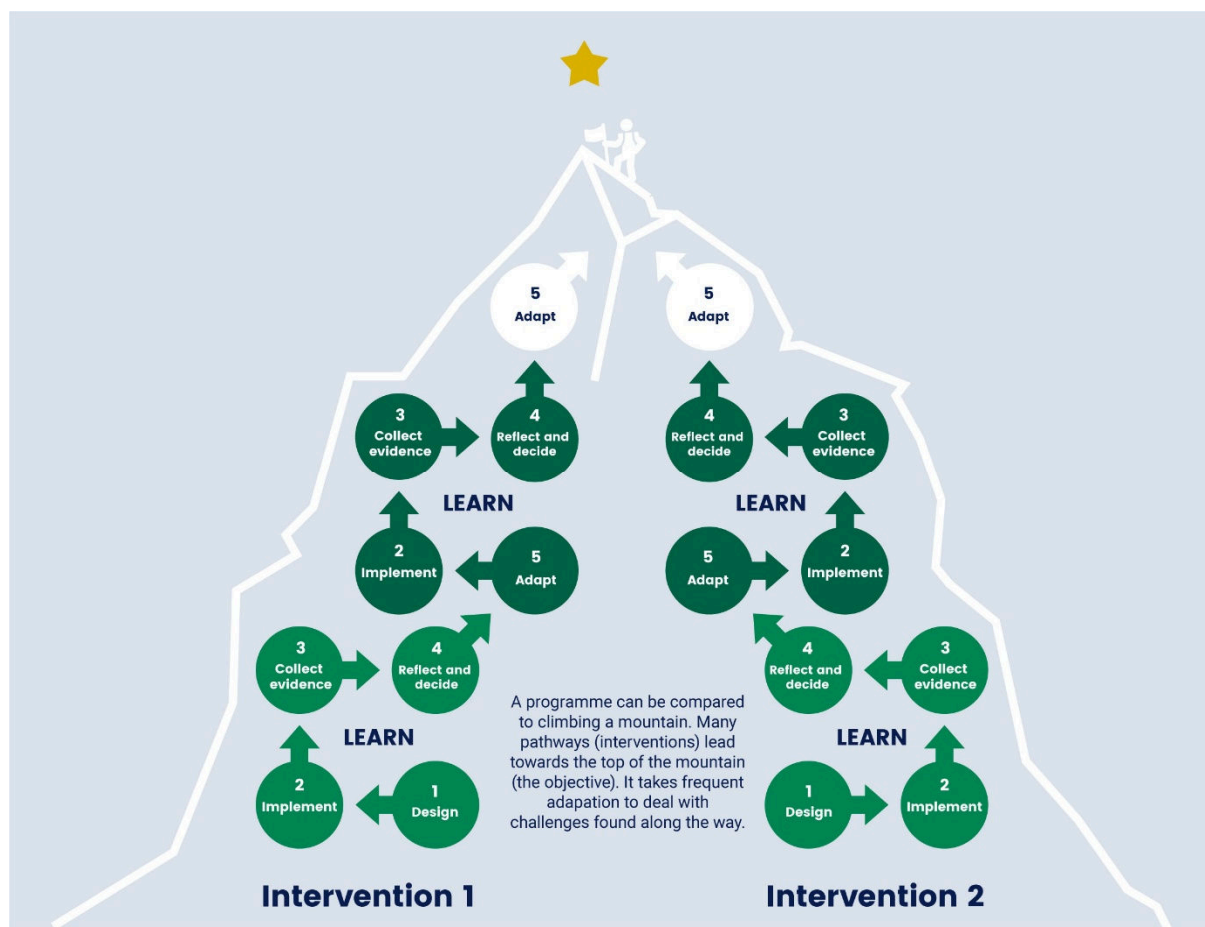 5
Adapt
5
Adapt
3
Collect
evidence
4
Reflect and
decide
4
Reflect and
decide
3
Collect
evidence
LEARN
LEARN
2
Implement
5
Adapt
5
Adapt
2
Implement
3
Collect
evidence
4
Reflect and
decide
4
Reflect and
decide
3
Collect
evidence
A programme can be compared
to climbing a mountain. Many
pathways (interventions) lead
towards the top of the mountain
(the objective). It takes frequent
adapation to deal with
challenges found along the way.
LEARN
LEARN
2
Implement
1
Design
1
Design
2
Implement
Intervention 1
Intervention 2